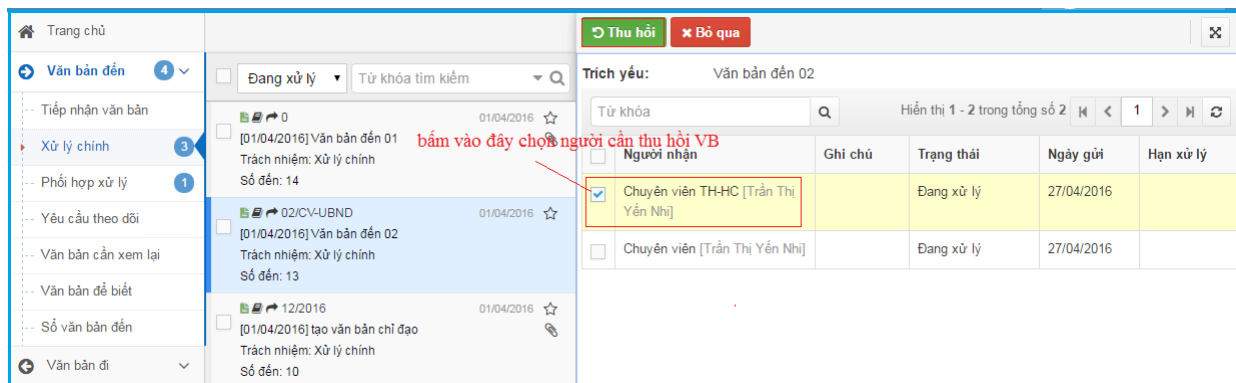 Trang chủ
Văn bản đến 4
Tiếp nhận văn bản
Xử lý chính 3
Phối hợp xử lý 1
Yêu cầu theo dõi
Văn bản cần xem lại
Văn bản để biết
Sổ văn bản đến
Văn bản đi
Đang xử lý Từ khóa tìm kiếm
0 01/04/2016
[01/04/2016] Văn bản đến 01
Trách nhiệm: Xử lý chính
Số đến: 14
02/CV-UBND 01/04/2016
[01/04/2016] Văn bản đến 02
Trách nhiệm: Xử lý chính
Số đến: 13
12/2016 01/04/2016
[01/04/2016] tạo văn bản chỉ đạo
Trách nhiệm: Xử lý chính
Số đến: 10
Thu hồi Bỏ qua
Trích yếu: Văn bản đến 02
Từ khóa Hiển thị 1 - 2 trong tổng số 2 1
bấm vào đây chọn người cần thu hồi VB
Người nhận Ghi chú Trạng thái Ngày gửi Hạn xử lý
Chuyên viên TH-HC [Trần Thị Đang xử lý 27/04/2016
Yến Nhi]
Chuyên viên [Trần Thị Yến Nhi] Đang xử lý 27/04/2016